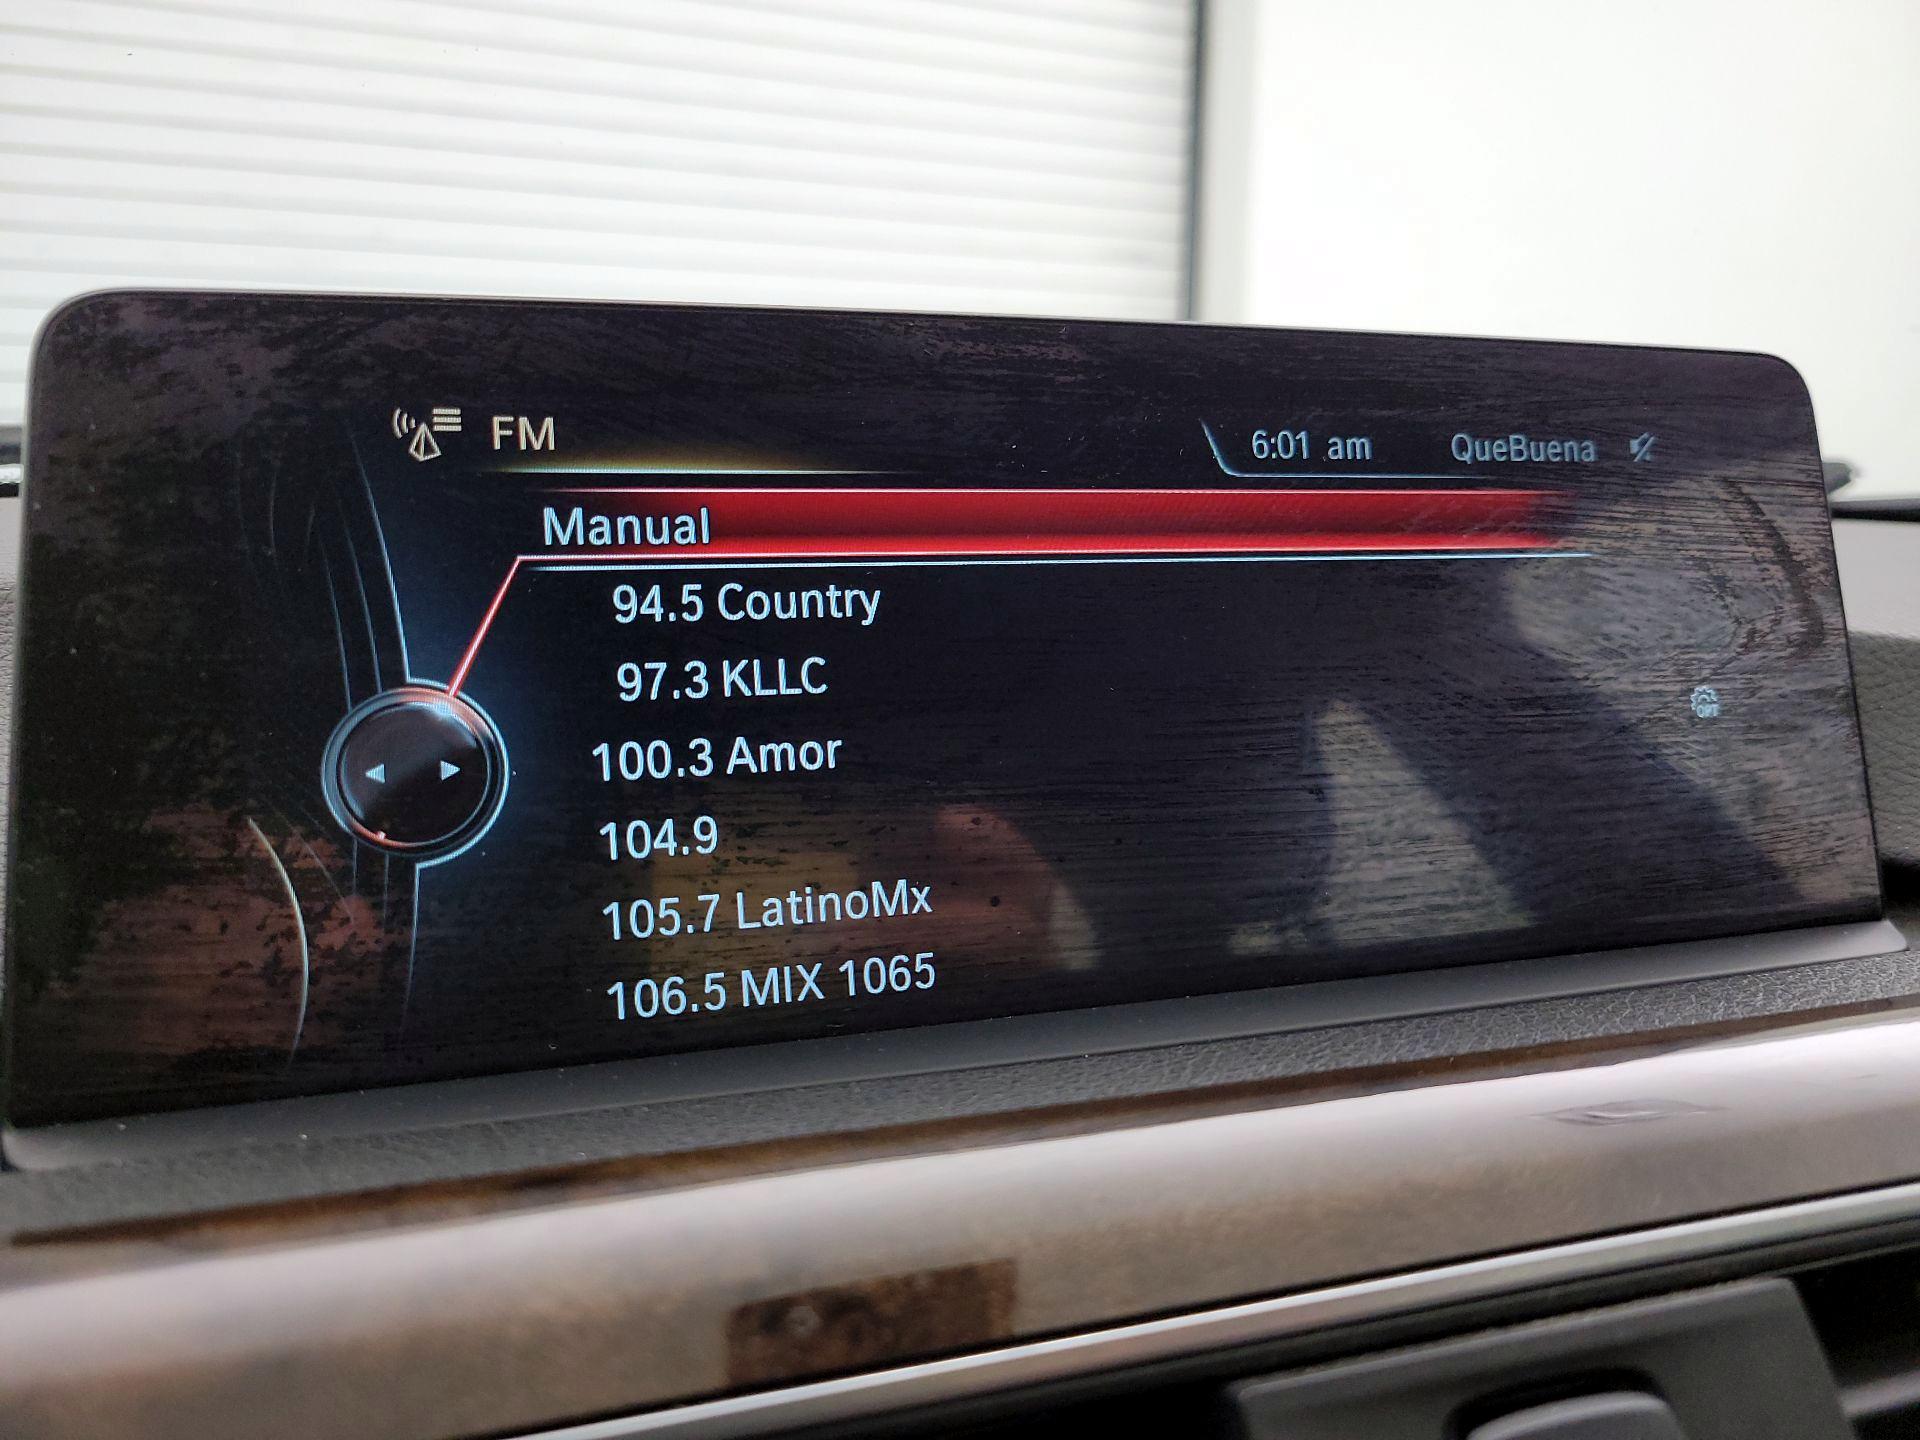 FM
6:01 am QueBuena
Manual
94.5 Country
97.3 KLLC
100.3 Amor
104.9
105.7 LatinoMx
106.5 MIX 1065
OPT